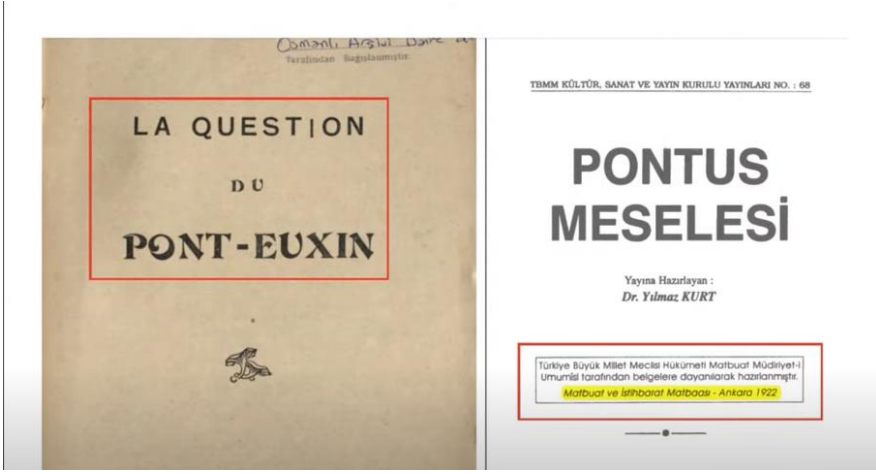 Osmanlı Arşivi Daire
Tarafından Bağışlanmıştır.
LA QUESTION
DU
PONT-EUXIN
TBMM KÜLTÜR, SANAT VE YAYIN KURULU YAYINLARI NO. : 68
PONTUS
MESELESİ
Yayına Hazırlayan :
Dr. Yılmaz KURT
Türkiye Büyük Millet Meclisi Hükümeti Matbuat Müdiriyet-i
Umumîsi tarafından belgelere dayanılarak hazırlanmıştır.
Matbuat ve İstihbarat Matbaası - Ankara 1922